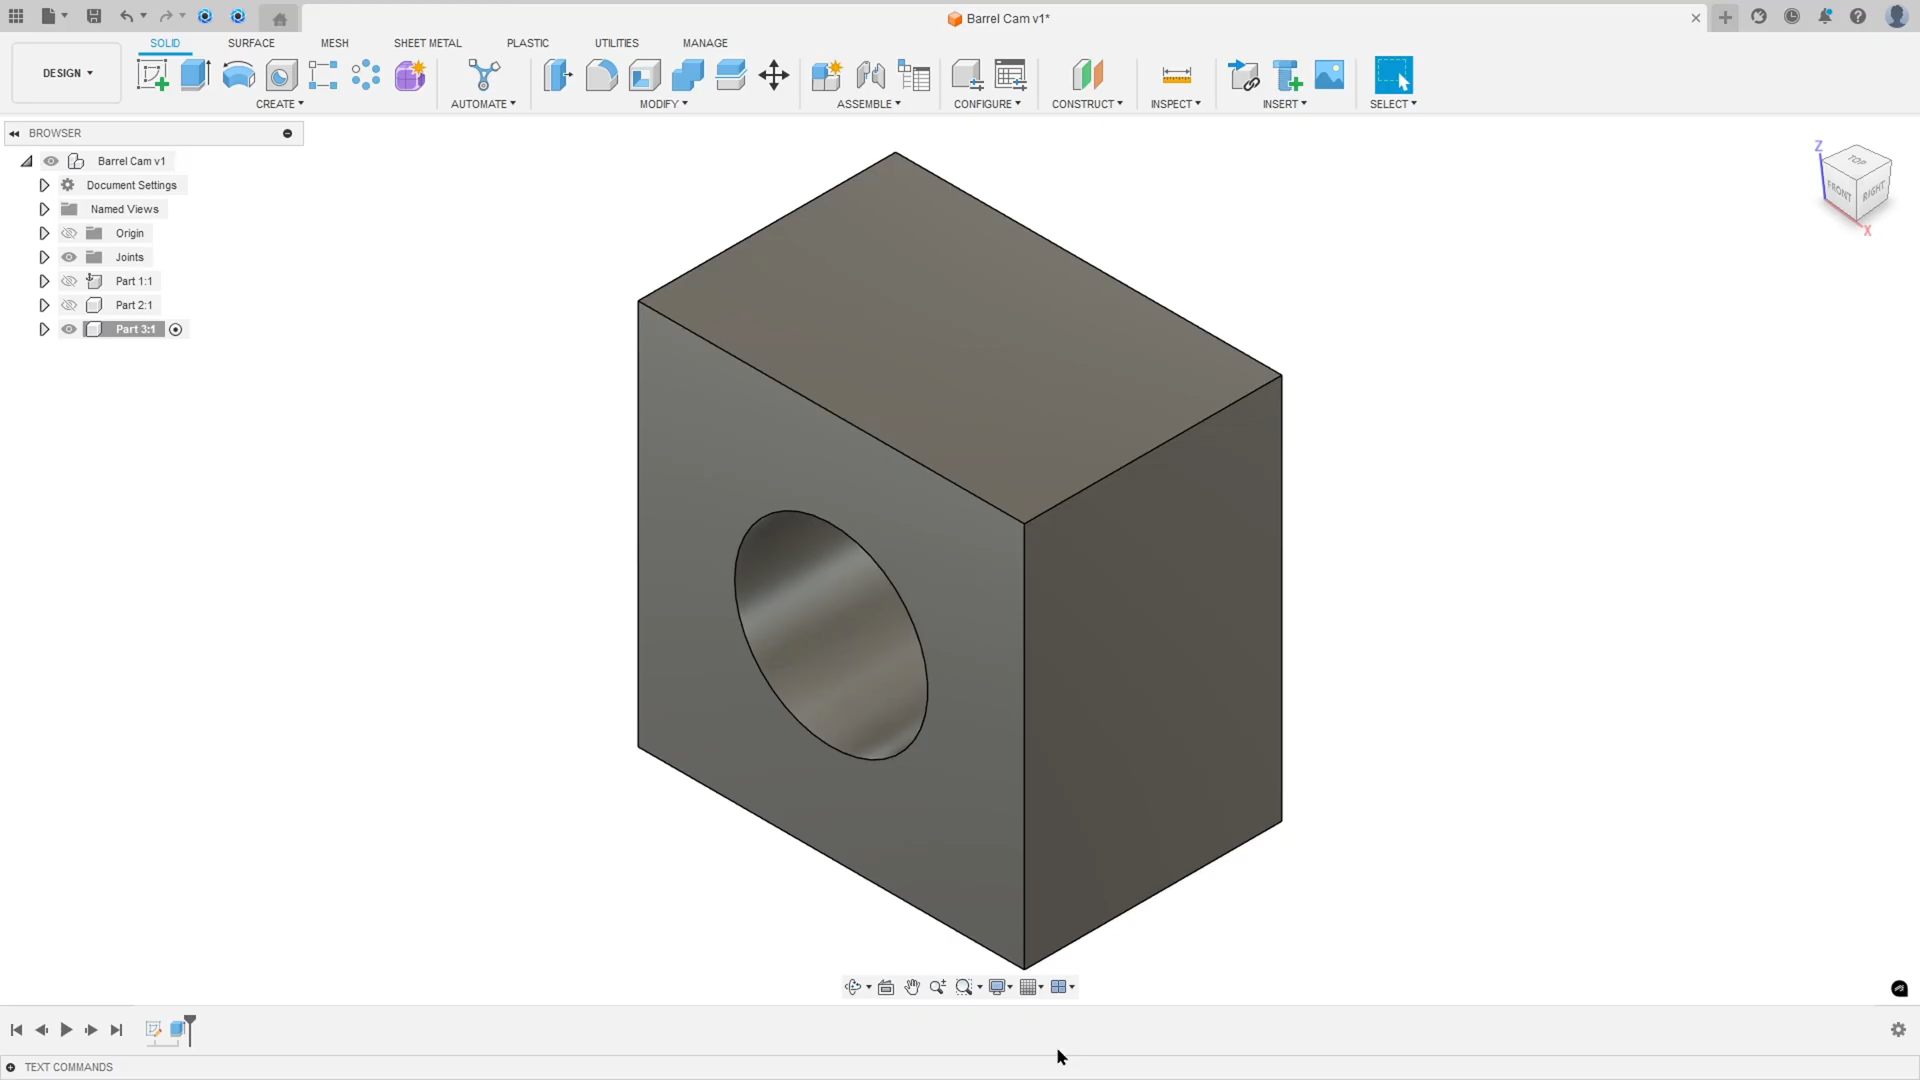 Barrel Cam v1*
SOLID
SURFACE
MESH
SHEET METAL
PLASTIC
UTILITIES
MANAGE
DESIGN
CREATE
AUTOMATE
MODIFY
ASSEMBLE
CONFIGURE
CONSTRUCT
INSPECT
INSERT
SELECT
BROWSER
Barrel Cam v1
Document Settings
Named Views
Origin
Joints
Part 1:1
Part 2:1
Part 3:1
Z
TOP
FRONT
RIGHT
X
TEXT COMMANDS